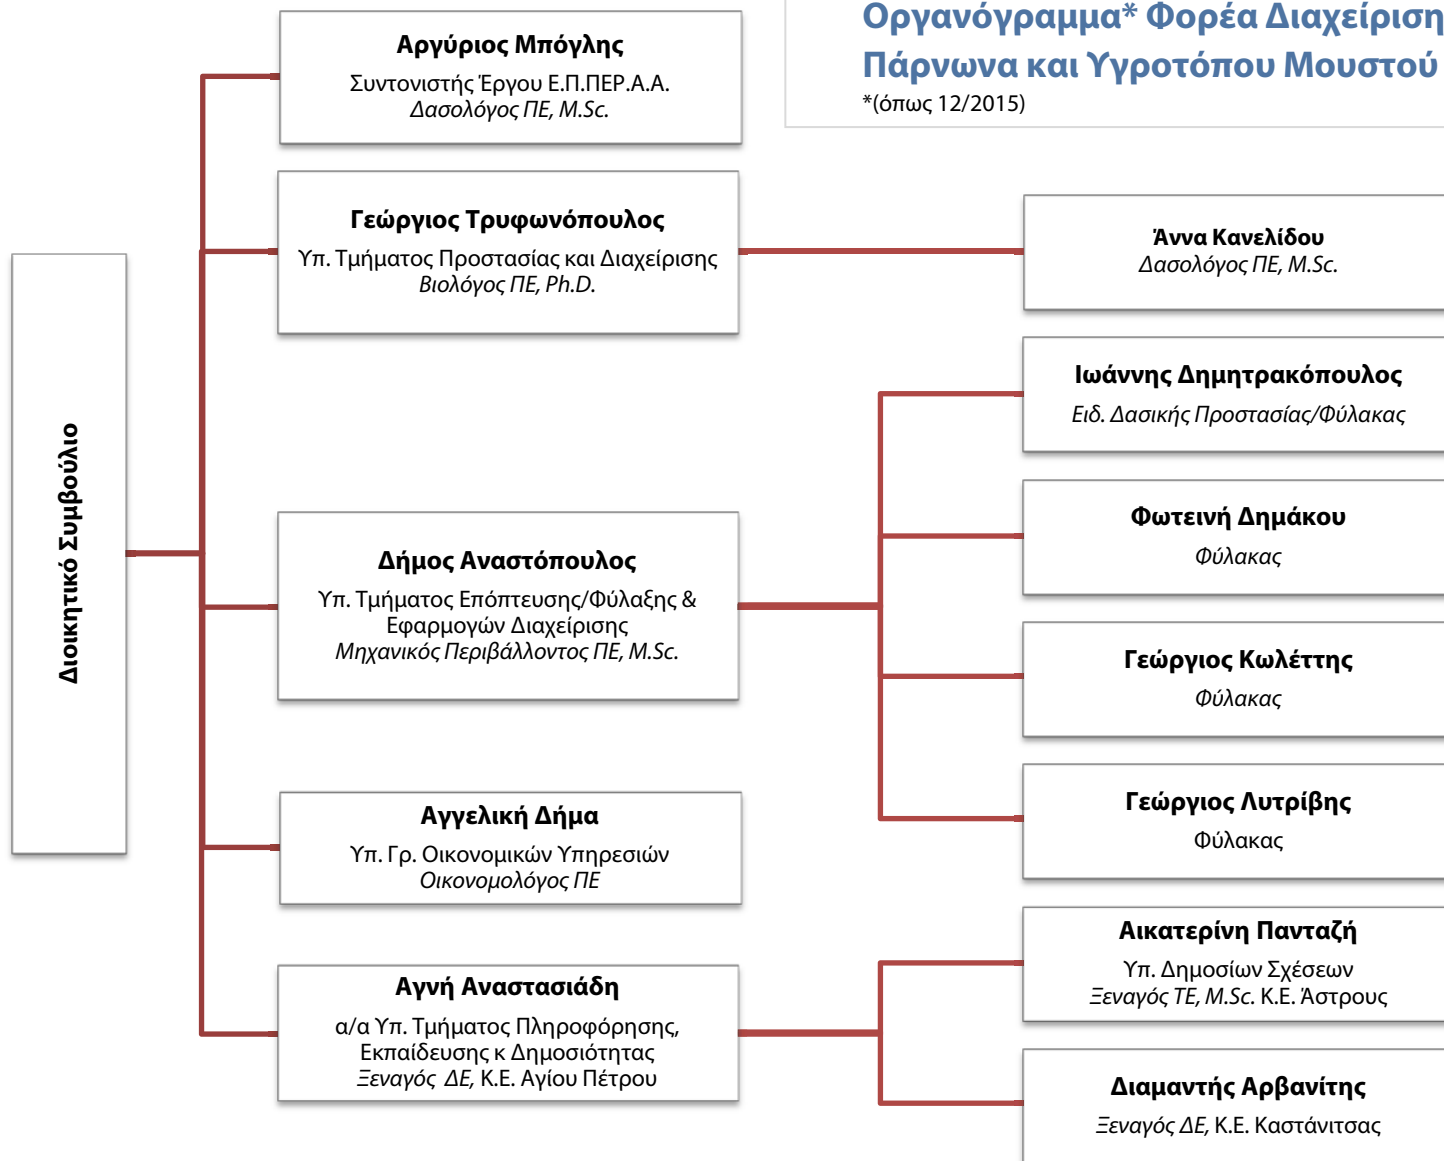 Οργανόγραμμα* Φορέα Διαχείριση
Πάρνωνα και Υγροτόπου Μουστού
*(όπως 12/2015)
Διοικητικό Συμβούλιο
Αργύριος Μπόγλης
Συντονιστής Έργου Ε.Π.ΠΕΡ.Α.Α.
Δασολόγος ΠΕ, M.Sc.
Γεώργιος Τρυφωνόπουλος
Υπ. Τμήματος Προστασίας και Διαχείρισης
Βιολόγος ΠΕ, Ph.D.
Άννα Κανελίδου
Δασολόγος ΠΕ, M.Sc.
Δήμος Αναστόπουλος
Υπ. Τμήματος Επόπτευσης/Φύλαξης &
Εφαρμογών Διαχείρισης
Μηχανικός Περιβάλλοντος ΠΕ, M.Sc.
Ιωάννης Δημητρακόπουλος
Ειδ. Δασικής Προστασίας/Φύλακας
Φωτεινή Δημάκου
Φύλακας
Γεώργιος Κωλέττης
Φύλακας
Γεώργιος Λυτρίβης
Φύλακας
Αγγελική Δήμα
Υπ. Γρ. Οικονομικών Υπηρεσιών
Οικονομολόγος ΠΕ
Αγνή Αναστασιάδη
α/α Υπ. Τμήματος Πληροφόρησης,
Εκπαίδευσης κ Δημοσιότητας
Ξεναγός ΔΕ, Κ.Ε. Αγίου Πέτρου
Αικατερίνη Πανταζή
Υπ. Δημοσίων Σχέσεων
Ξεναγός ΤΕ, M.Sc. Κ.Ε. Άστρους
Διαμαντής Αρβανίτης
Ξεναγός ΔΕ, Κ.Ε. Καστάνιτσας